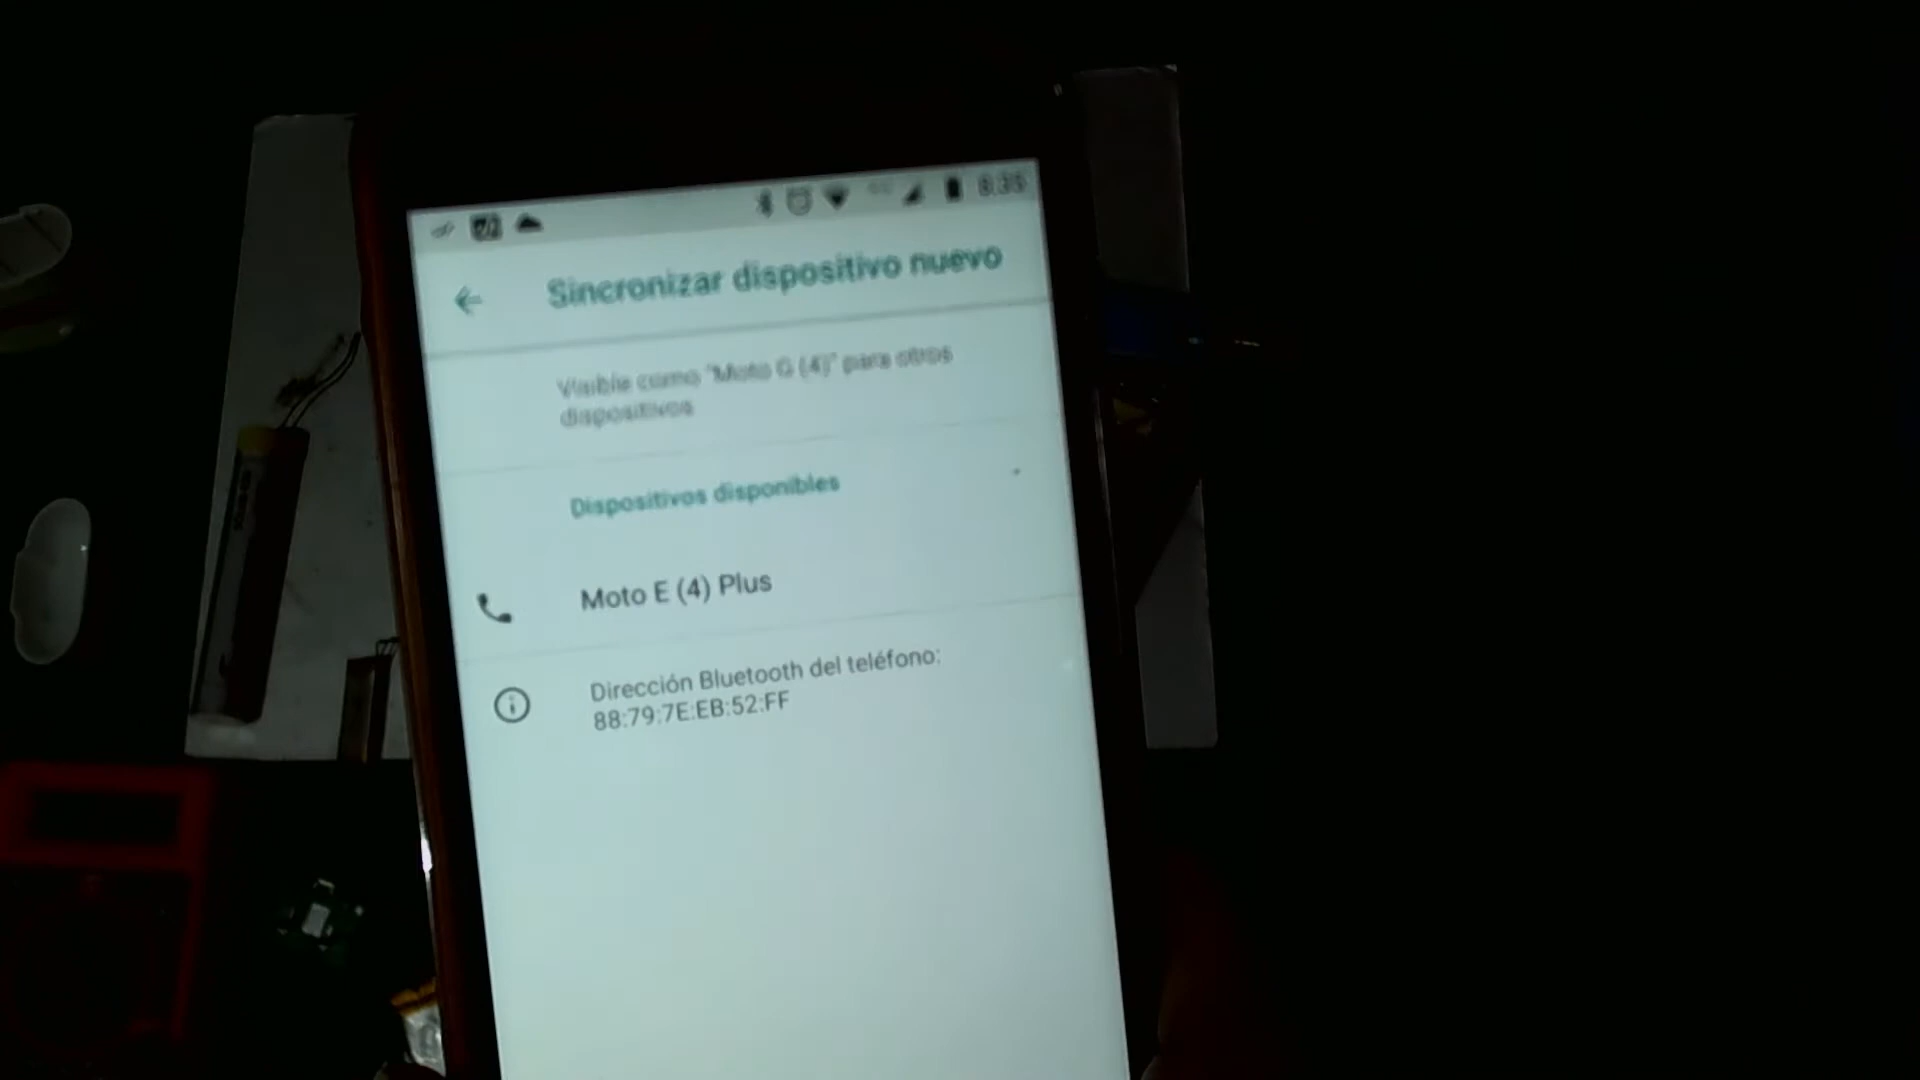 8:35
Sincronizar dispositivo nuevo
Visible como "Moto G (4)" para otros
dispositivos
Dispositivos disponibles
Moto E (4) Plus
Dirección Bluetooth del teléfono:
88:79:7E:EB:52:FF